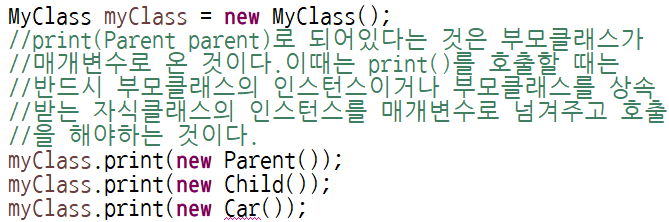 MyClass myClass = new MyClass();
//print(Parent parent)로 되어있다는 것은 부모클래스가
//매개변수로 온 것이다.이때는 print()를 호출할 때는
//반드시 부모클래스의 인스턴스이거나 부모클래스를 상속
//받는 자식클래스의 인스턴스를 매개변수로 넘겨주고 호출
//을 해야하는 것이다.
myClass.print(new Parent());
myClass.print(new Child());
myClass.print(new Car());